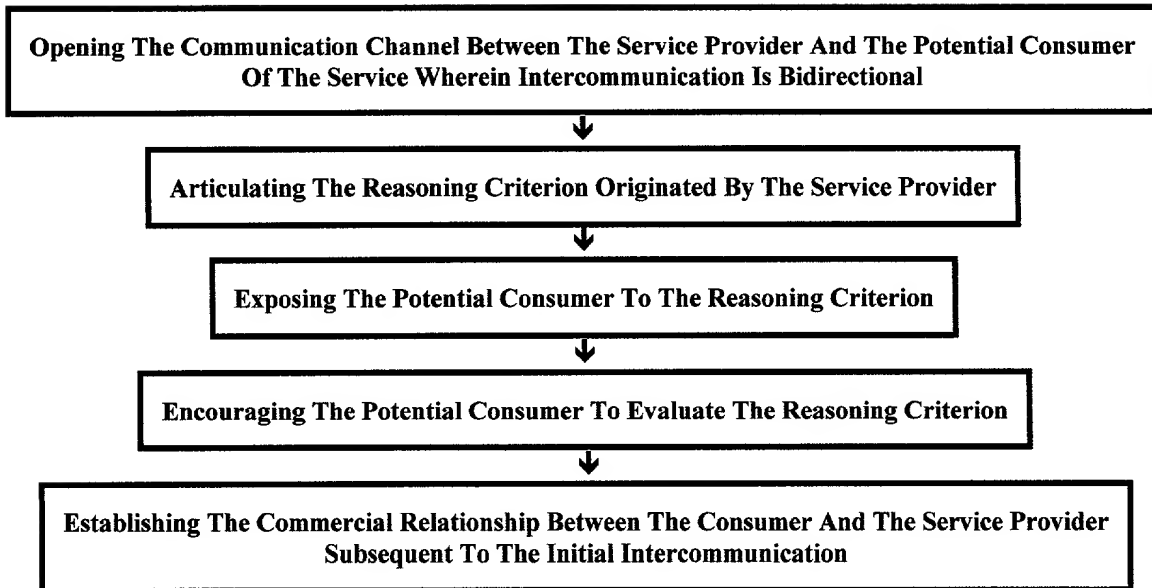 Opening The Communication Channel Between The Service Provider And The Potential Consumer
Of The Service Wherein Intercommunication Is Bidirectional
Articulating The Reasoning Criterion Originated By The Service Provider
Exposing The Potential Consumer To The Reasoning Criterion
Encouraging The Potential Consumer To Evaluate The Reasoning Criterion
Establishing The Commercial Relationship Between The Consumer And The Service Provider
Subsequent To The Initial Intercommunication